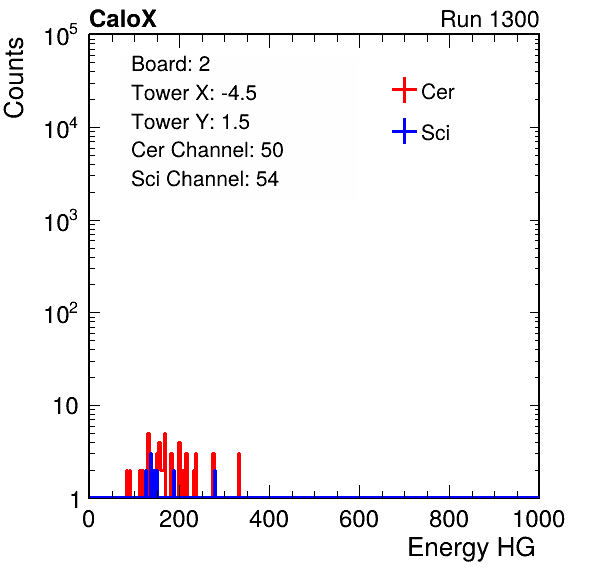 CaloX Run 1300
Counts
10^5
10^4
10^3
10^2
10
1
Board: 2
Tower X: -4.5
Tower Y: 1.5
Cer Channel: 50
Sci Channel: 54
Cer
Sci
0 200 400 600 800 1000
Energy HG